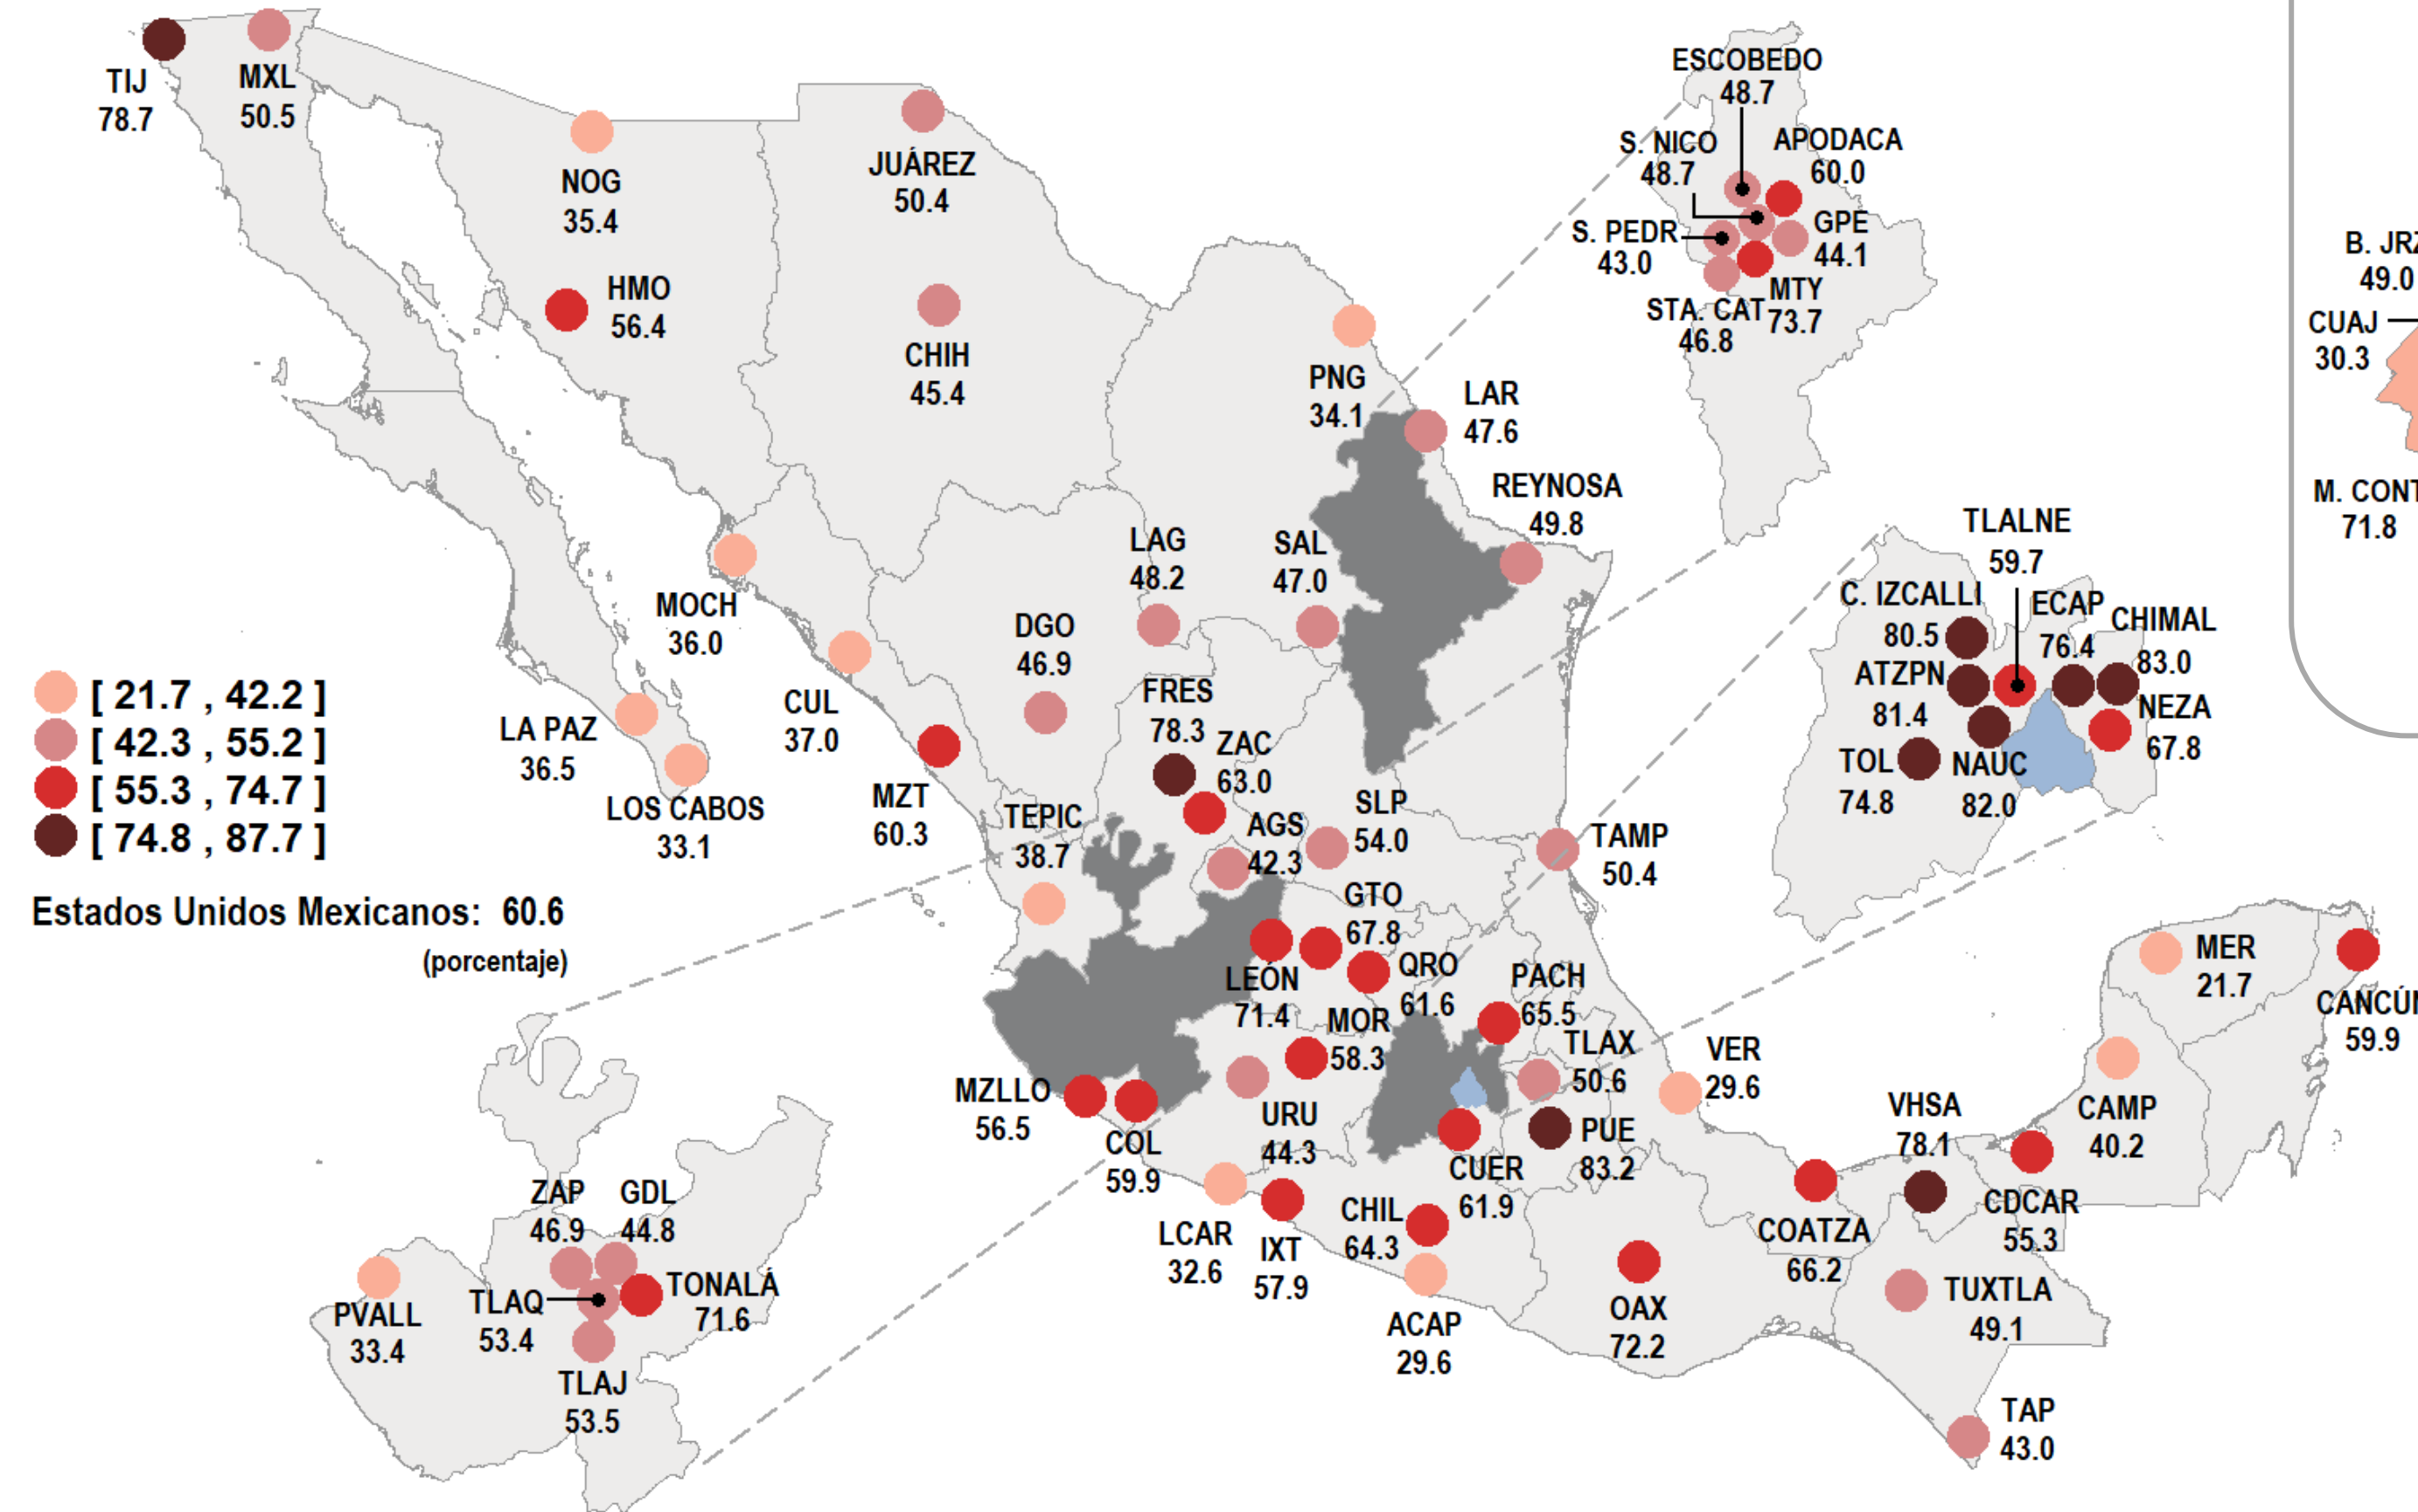 TIJ
78.7
MXL
50.5
NOG
35.4
HMO
56.4
JUÁREZ
50.4
CHIH
45.4
PNG
34.1
LAR
47.6
REYNOSA
49.8
ESCOBEDO
48.7
S. NICO
48.7
APODACA
60.0
S. PEDR
43.0
GPE
44.1
STA. CAT
46.8
MTY
73.7
B. JRZ
49.0
CUAJ
30.3
M. CONT
71.8
MOCH
36.0
CUL
37.0
LA PAZ
36.5
LOS CABOS
33.1
DGO
46.9
LAG
48.2
SAL
47.0
MZT
60.3
TEPIC
38.7
FRES
78.3
ZAC
63.0
AGS
42.3
SLP
54.0
TAMP
50.4
TLALNE
59.7
C. IZCALLI
80.5
ECAP
76.4
CHIMAL
83.0
ATZPN
81.4
NEZA
67.8
TOL
74.8
NAUC
82.0
[ 21.7 , 42.2 ]
[ 42.3 , 55.2 ]
[ 55.3 , 74.7 ]
[ 74.8 , 87.7 ]
Estados Unidos Mexicanos: 60.6
(porcentaje)
GTO
67.8
LEÓN
71.4
QRO
61.6
PACH
65.5
MOR
58.3
TLAX
50.6
MZLLO
56.5
COL
59.9
URU
44.3
CUER
61.9
PUE
83.2
VER
29.6
LCAR
32.6
IXT
57.9
CHIL
64.3
ACAP
29.6
OAX
72.2
COATZA
66.2
VHSA
78.1
CDCAR
55.3
CAMP
40.2
MER
21.7
CANCÚN
59.9
TUXTLA
49.1
TAP
43.0
ZAP
46.9
GDL
44.8
TLAQ
53.4
TONALÁ
71.6
PVALL
33.4
TLAJ
53.5